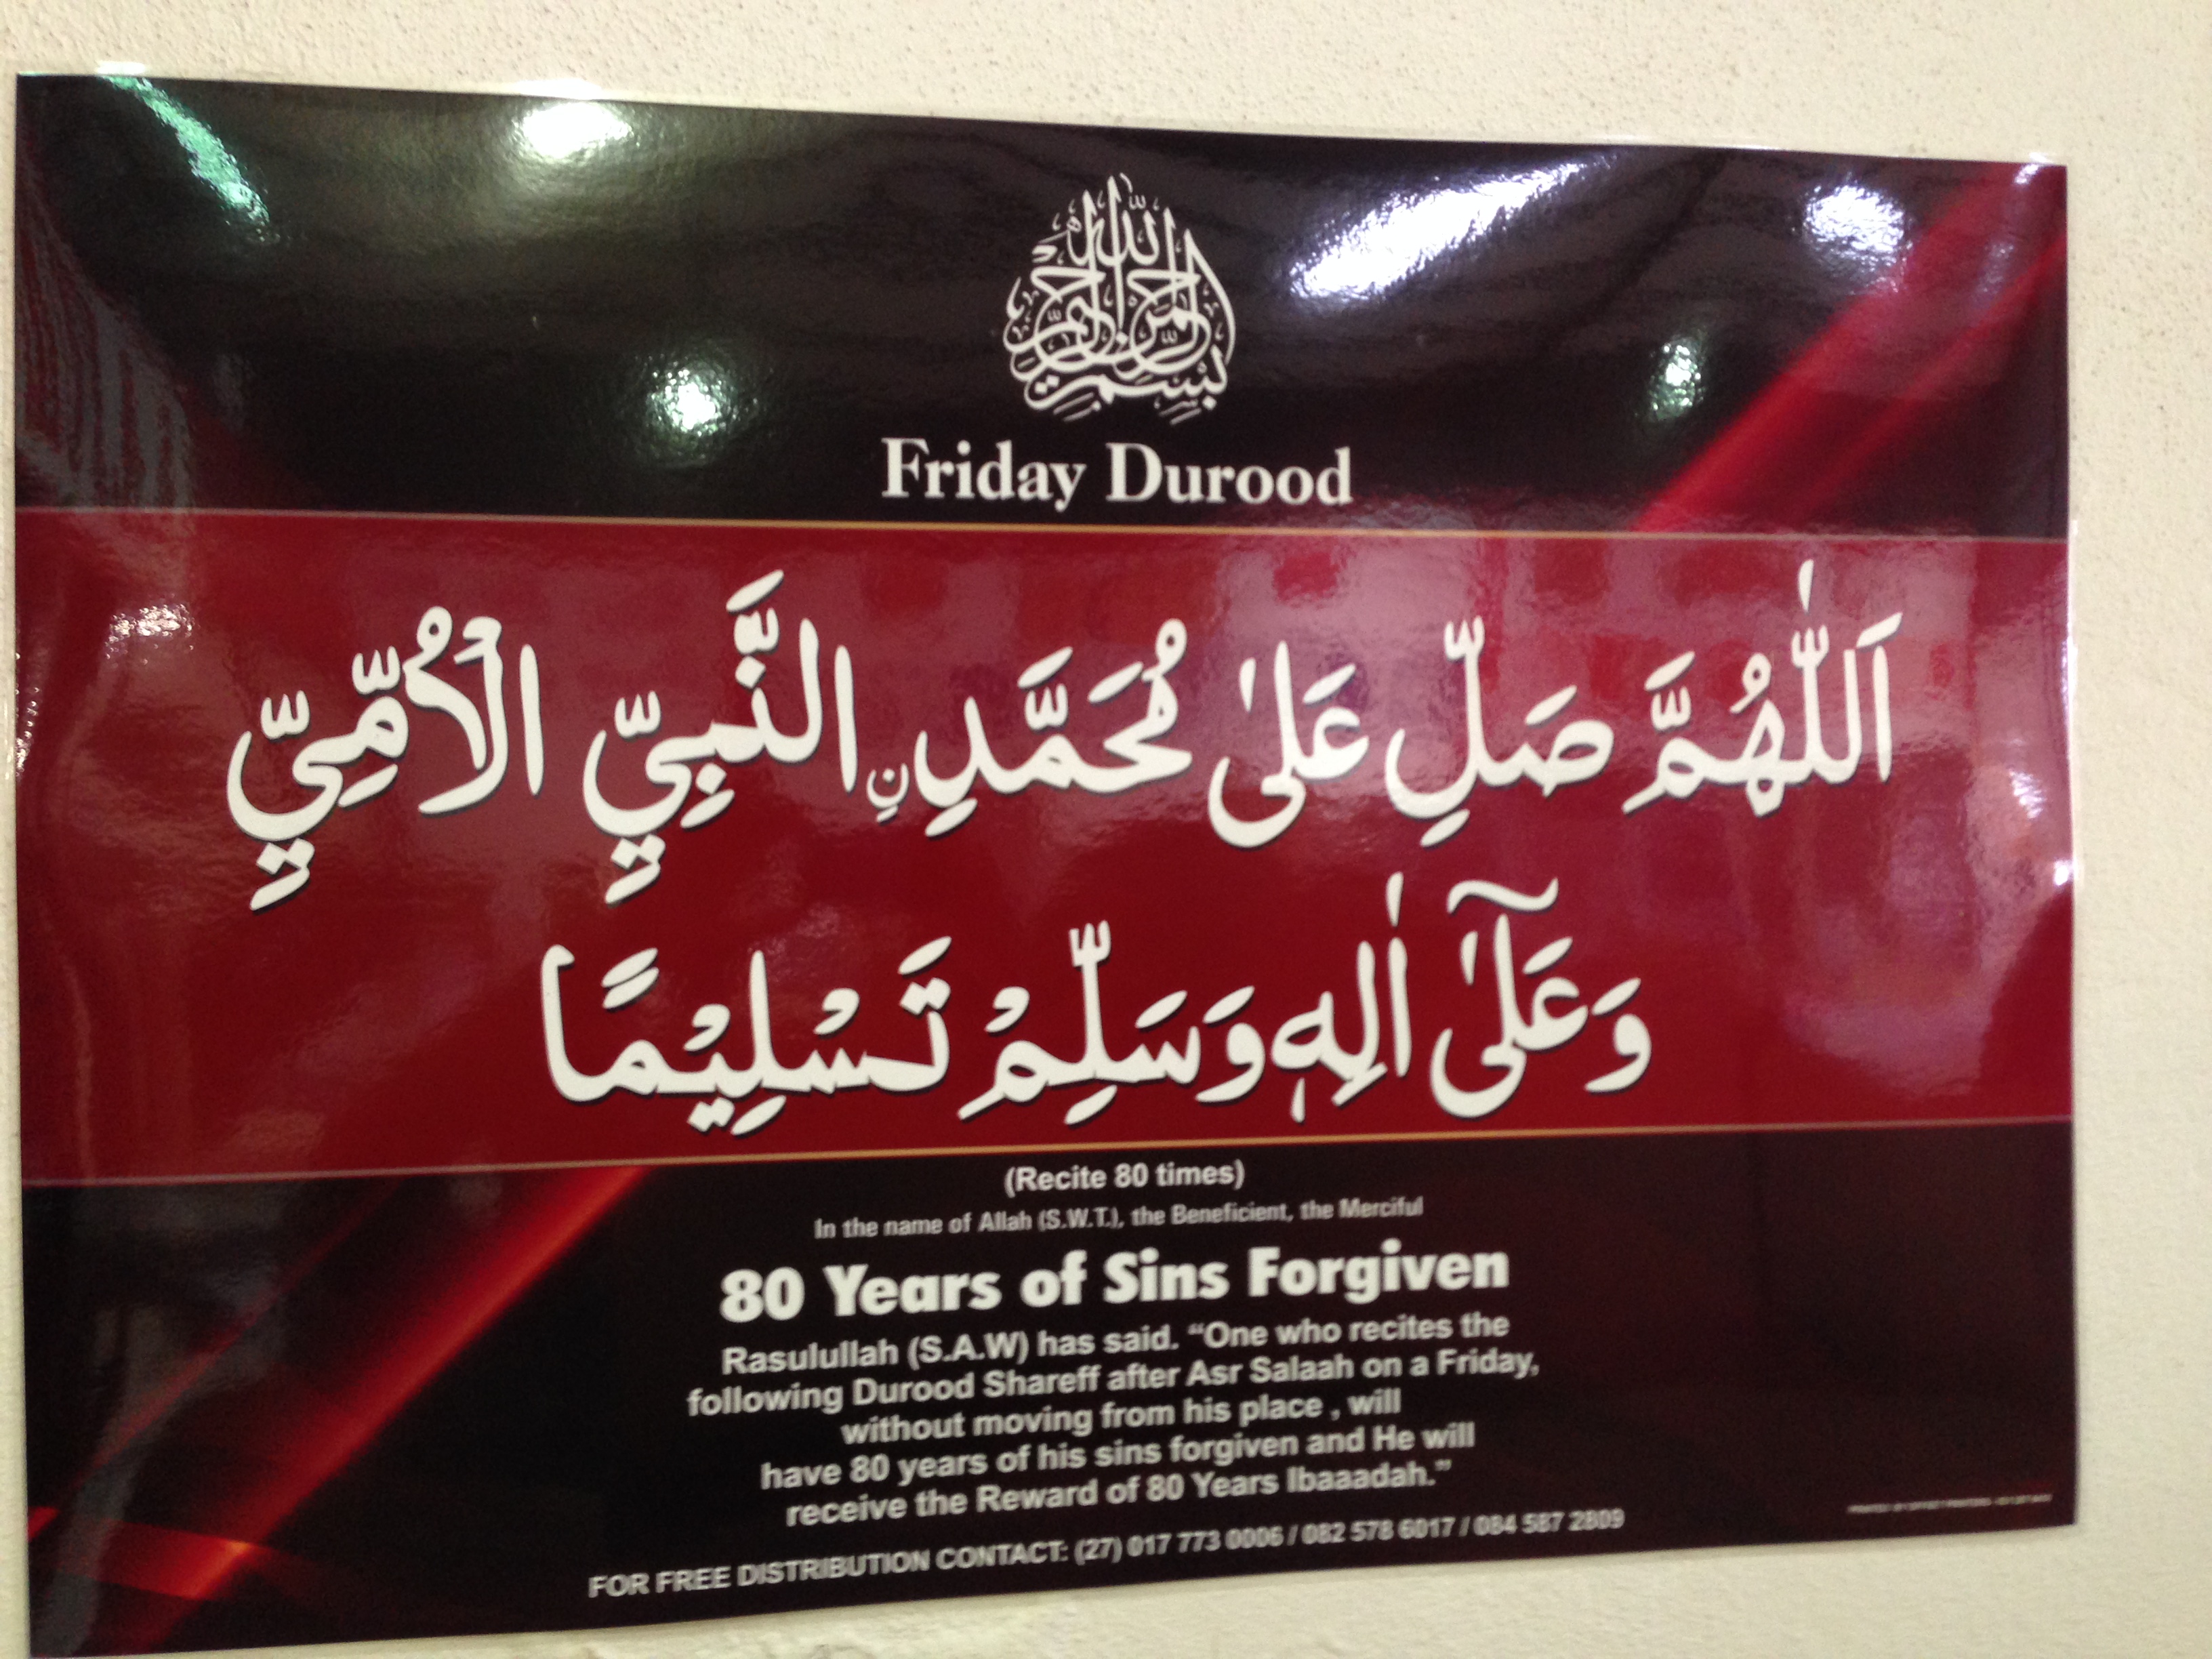 بسم الله الرحمن الرحيم
Friday Durood
اَللّٰهُمَّ صَلِّ عَلٰى مُحَمَّدِ نِ النَّبِيِّ الْاُمِّيِّ
وَعَلٰٓى اٰلِهٖ وَسَلِّمْ تَسْلِيْمًا
(Recite 80 times)
In the name of Allah (S.W.T.), the Beneficient, the Merciful
80 Years of Sins Forgiven
Rasulullah (S.A.W) has said. “One who recites the
following Durood Shareff after Asr Salaah on a Friday,
without moving from his place , will
have 80 years of his sins forgiven and He will
receive the Reward of 80 Years Ibaaadah.”
FOR FREE DISTRIBUTION CONTACT: (27) 017 773 0006 / 082 578 6017 / 084 587 2809